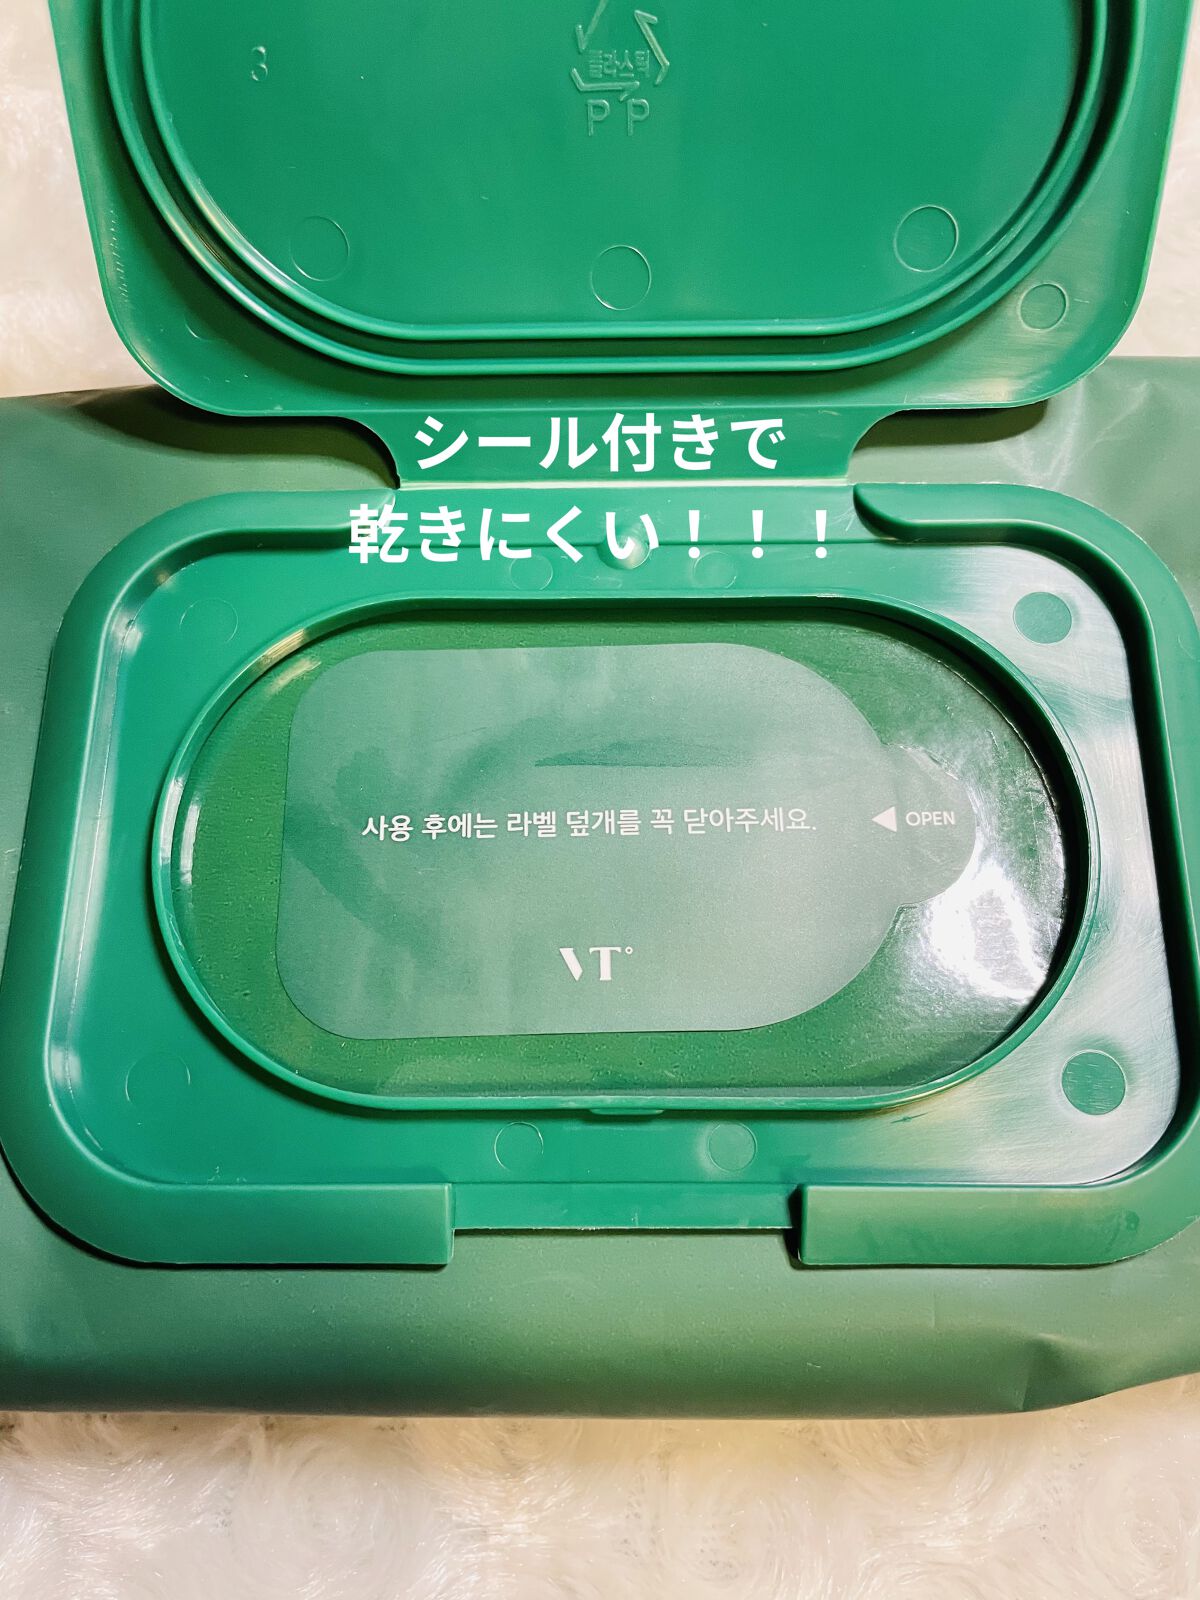 3
플라스틱
PP
シール付きで
乾きにくい！！！
사용 후에는 라벨 덮개를 꼭 닫아주세요.
◀ OPEN
VT°